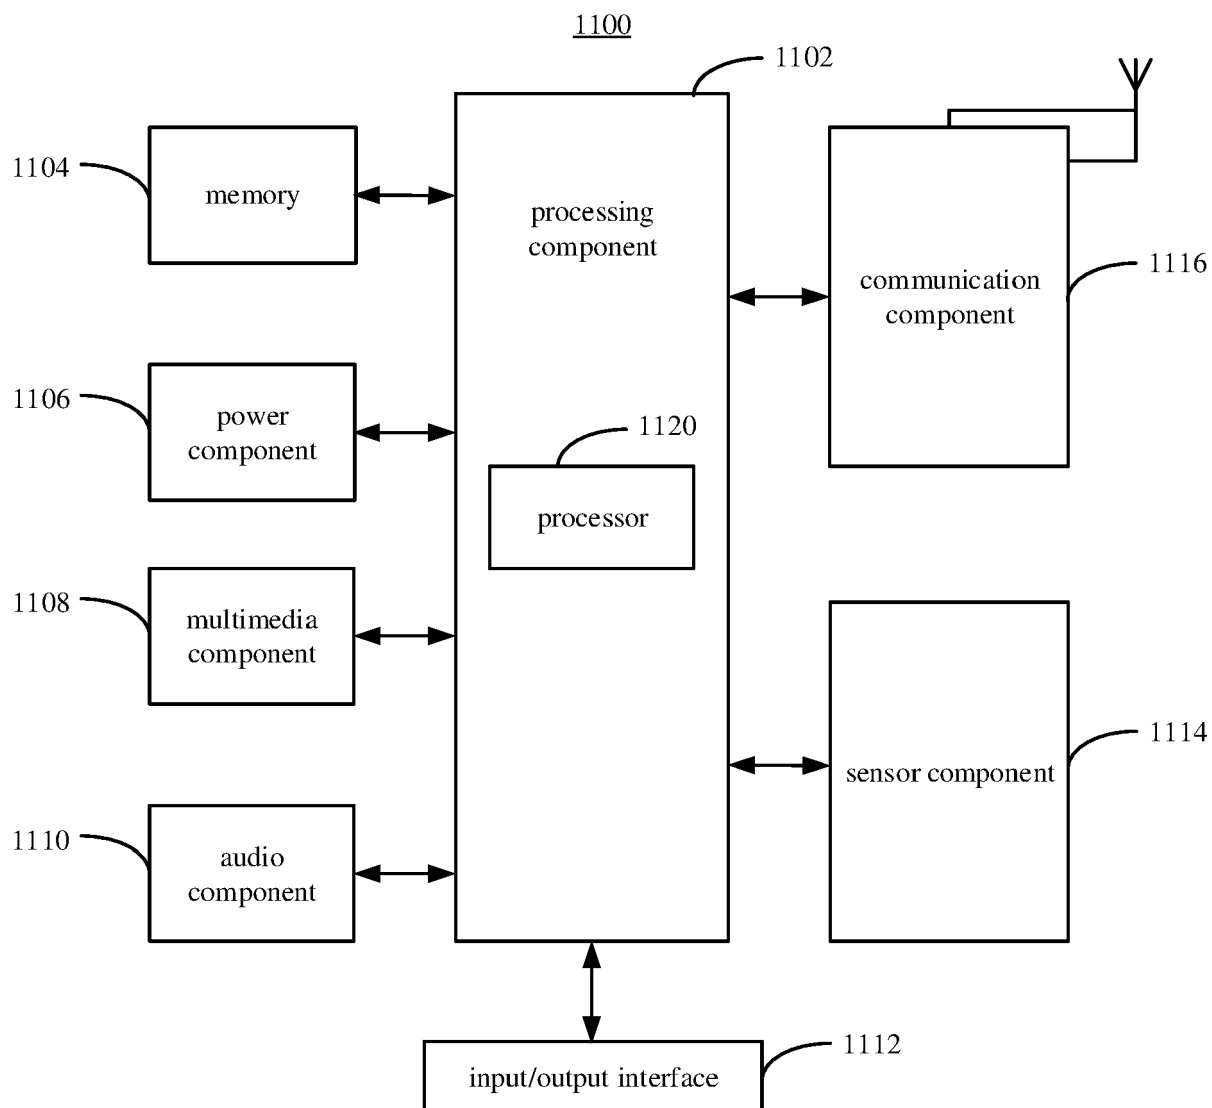 1100
1102
1104
memory
processing
component
communication
component
1116
1106
power
component
1120
processor
1108
multimedia
component
sensor component
1114
1110
audio
component
1112
input/output interface